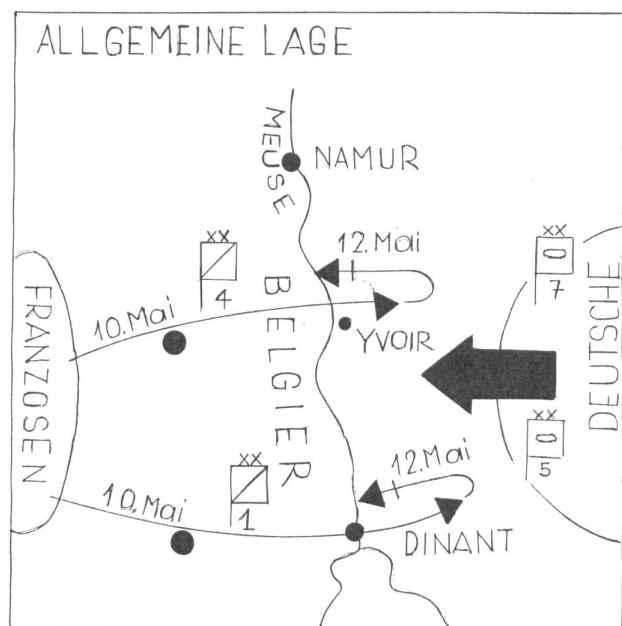 ALLGEMEINE LAGE
MEUSE
NAMUR
XX
4
12. Mai
XX
7
FRANZOSEN
10. Mai
BELGIER
YVOIR
DEUTSCHE
XX
5
XX
1
12. Mai
10. Mai
DINANT